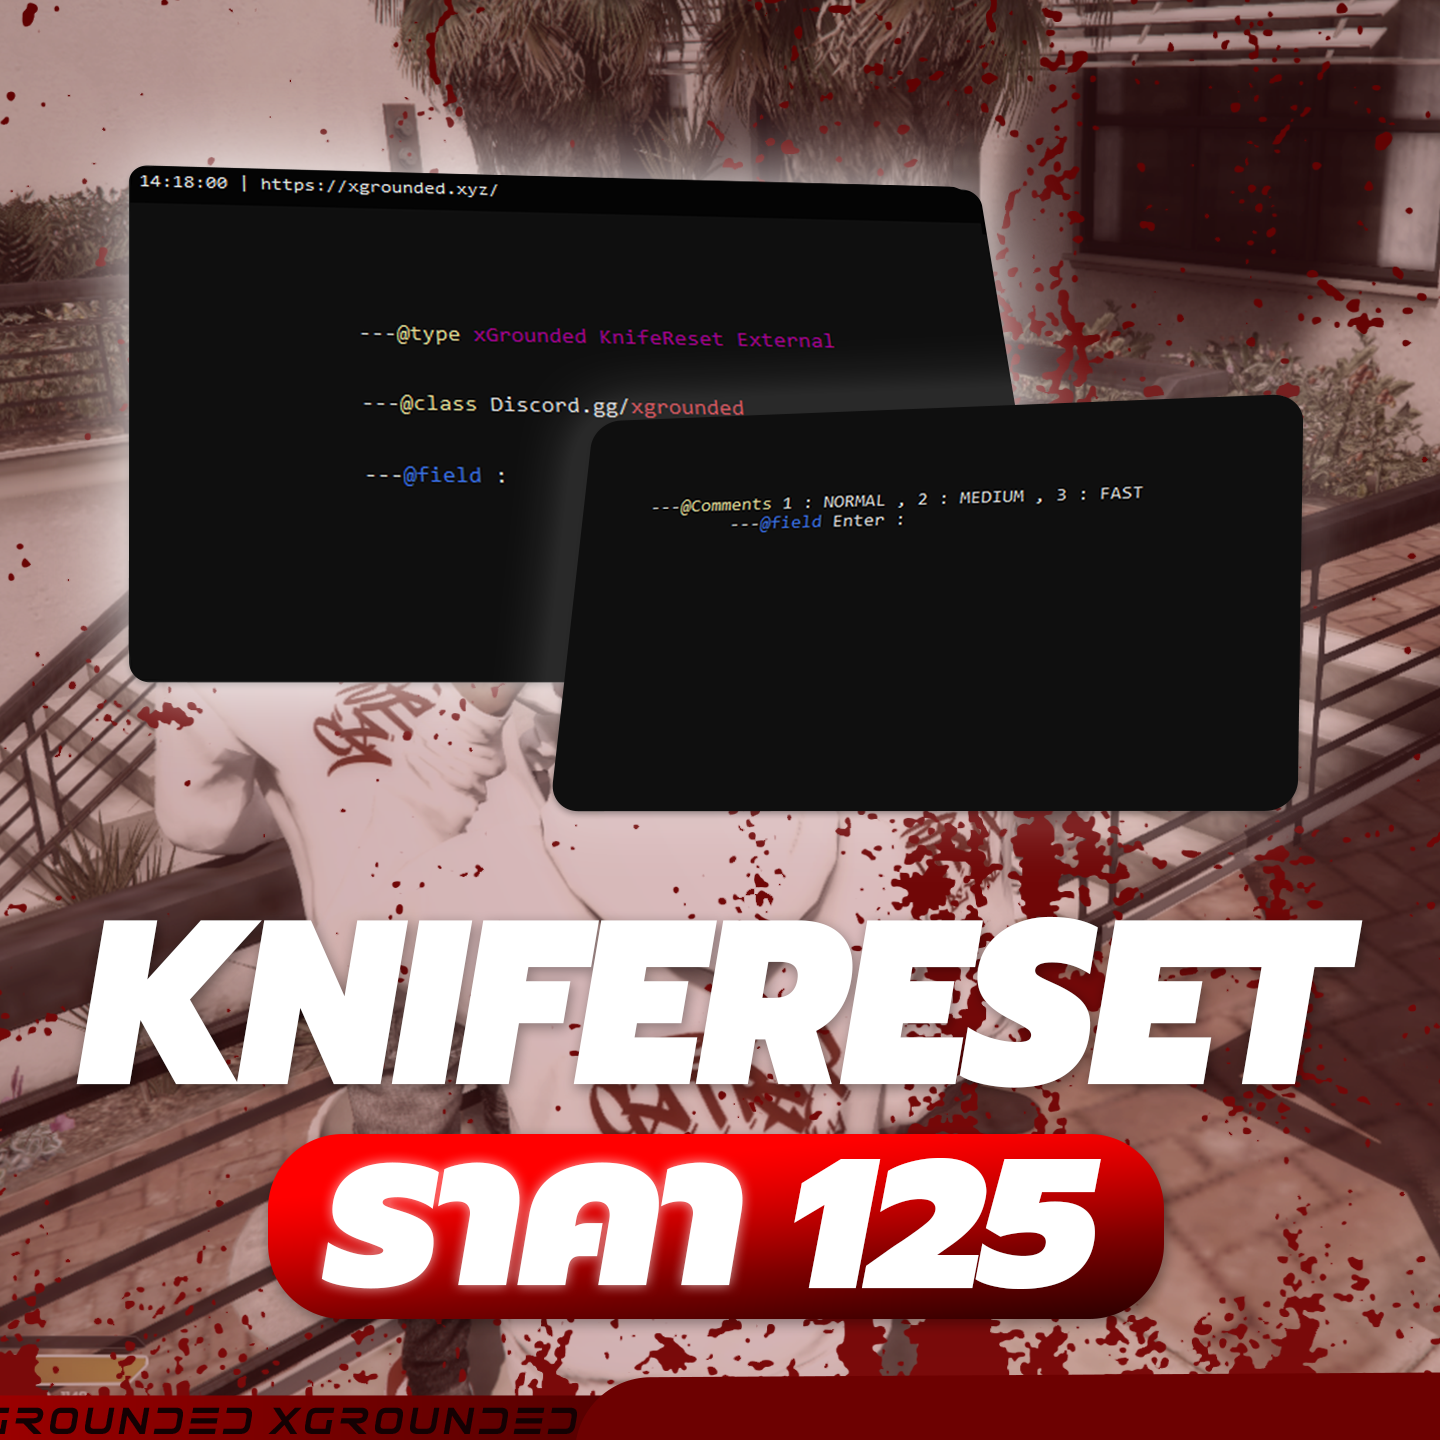 14:18:00 | https://xgrounded.xyz/
---@type xGrounded KnifeReset External
---@class Discord.gg/xgrounded
---@field :
---@Comments 1 : NORMAL , 2 : MEDIUM , 3 : FAST
---@field Enter :
KNIFERESET
ราคา 125
GROUNDED XGROUNDED